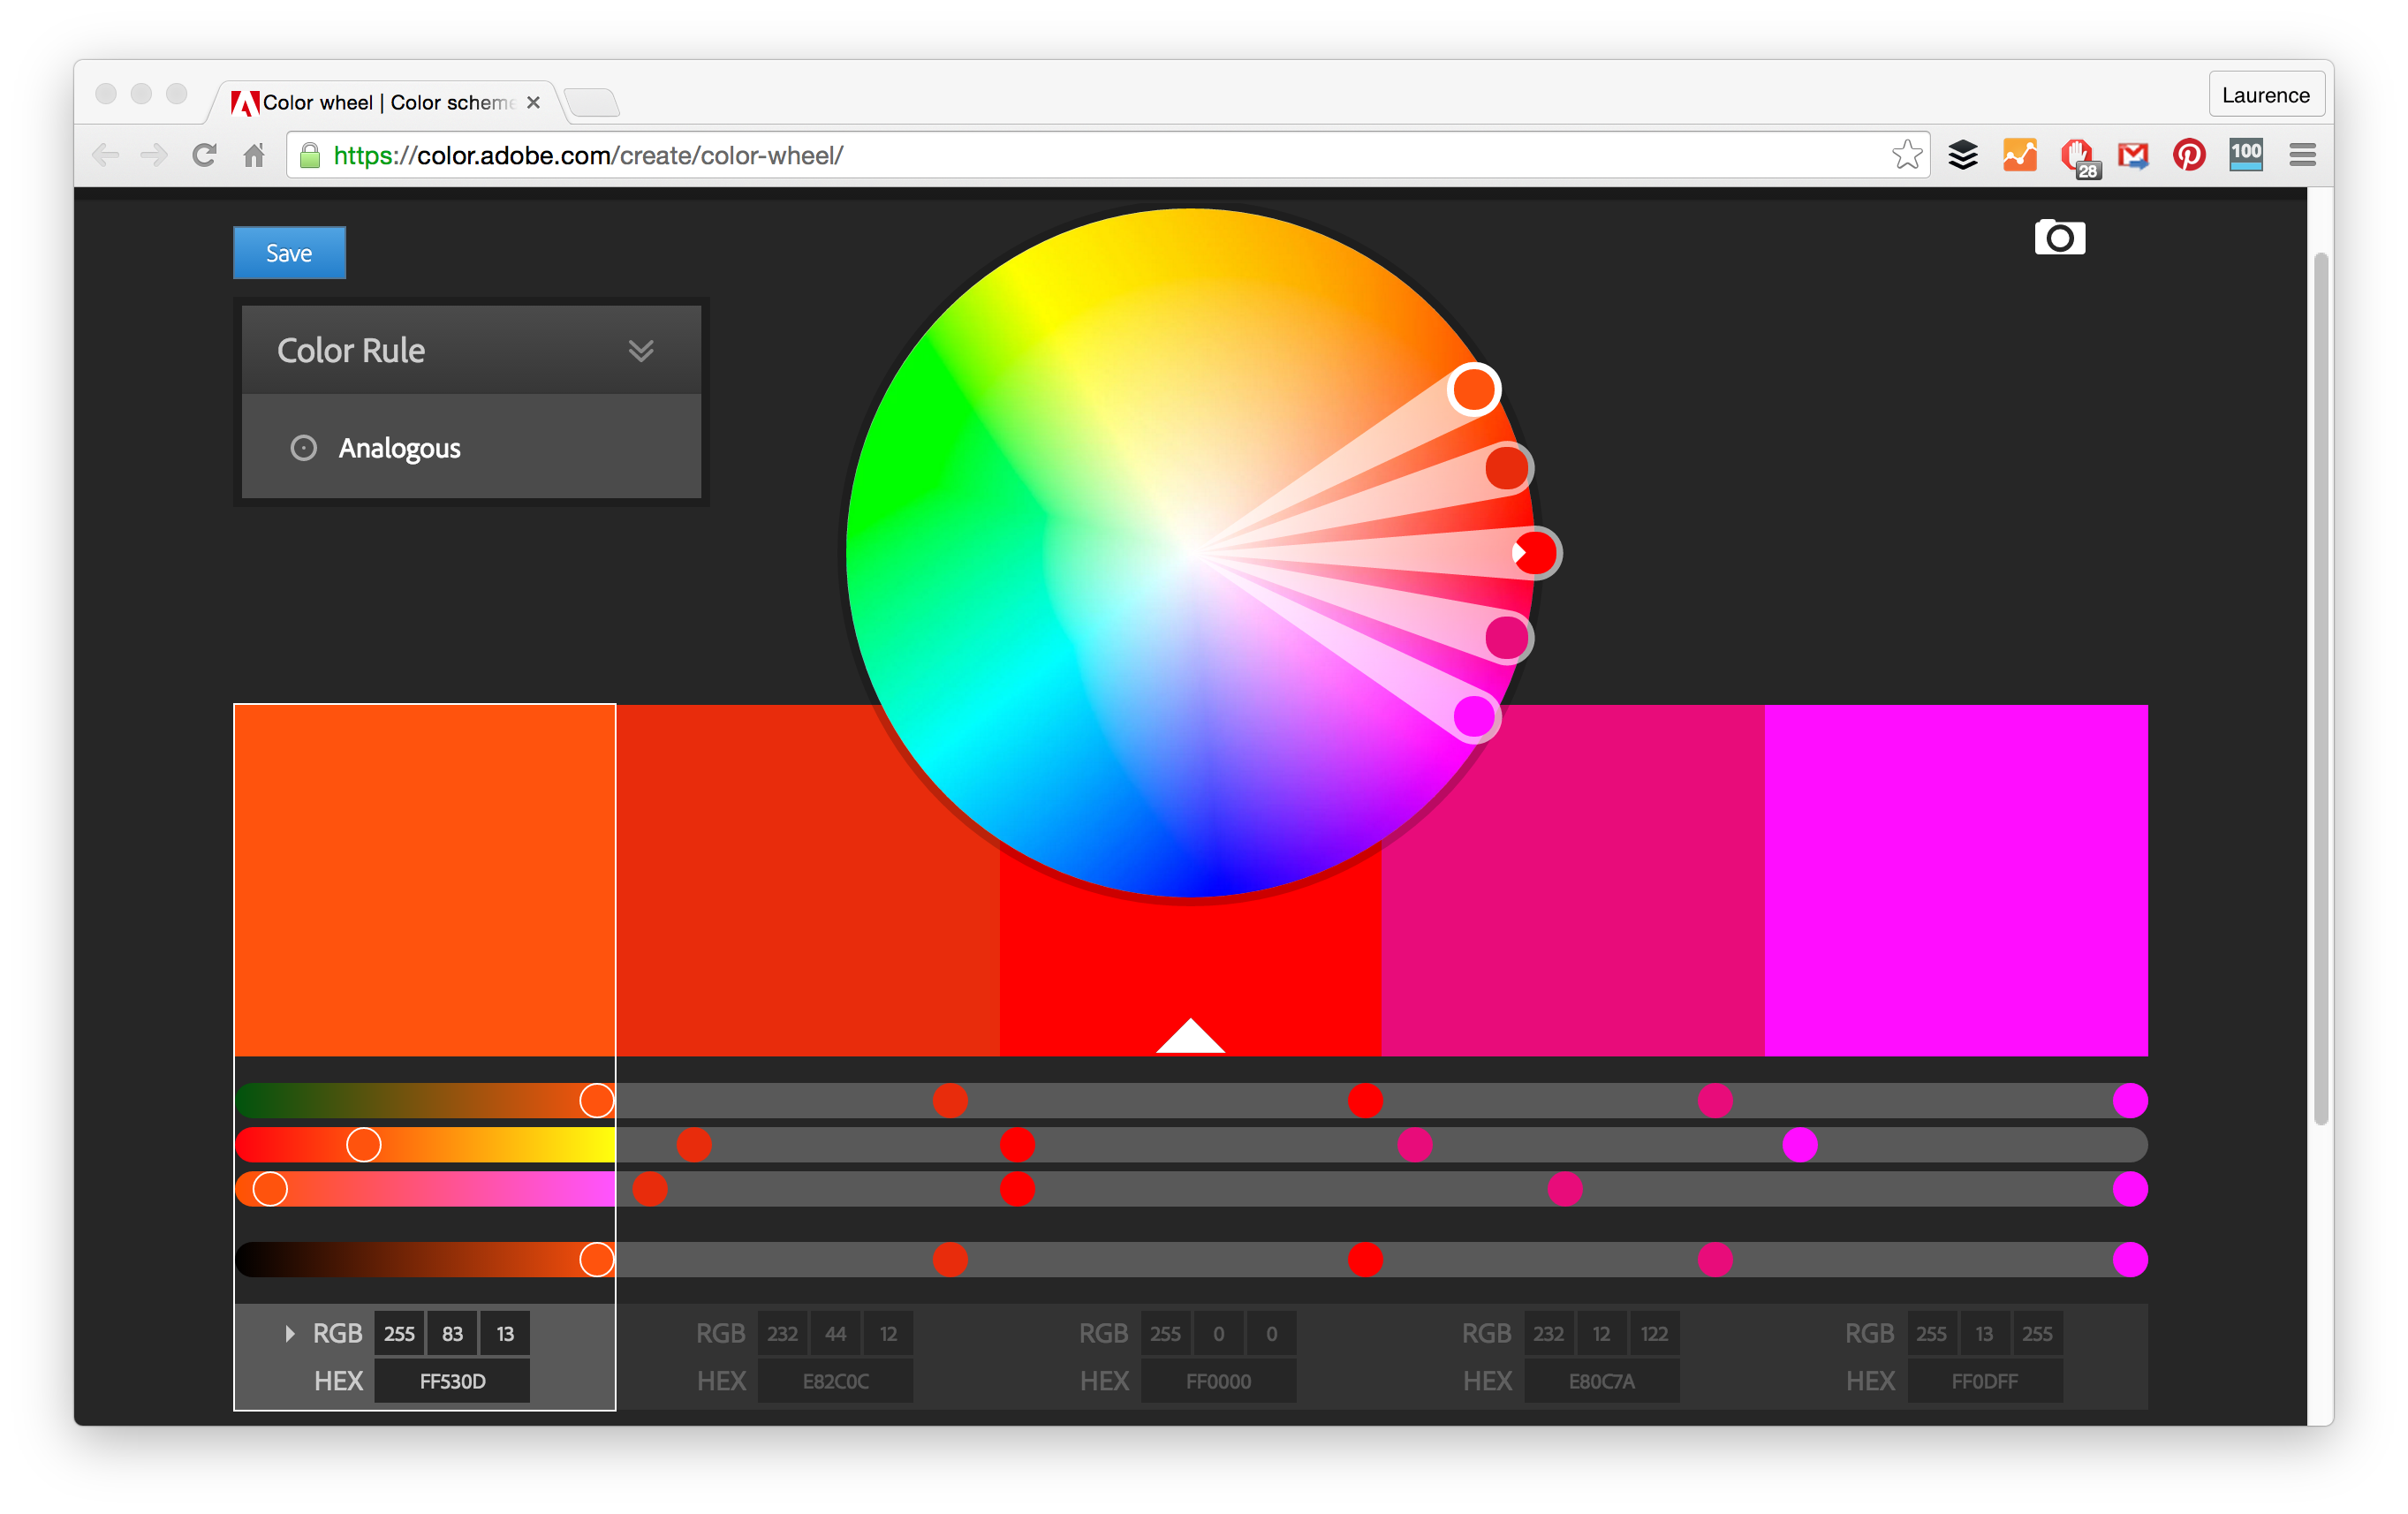 Color wheel | Color scheme
Laurence
https://color.adobe.com/create/color-wheel/
28
100
Save
Color Rule
Analogous
RGB 255 83 13 RGB 232 44 12 RGB 255 0 0 RGB 232 12 122 RGB 255 13 255
HEX FF530D HEX E82C0C HEX FF0000 HEX E80C7A HEX FF0DFF